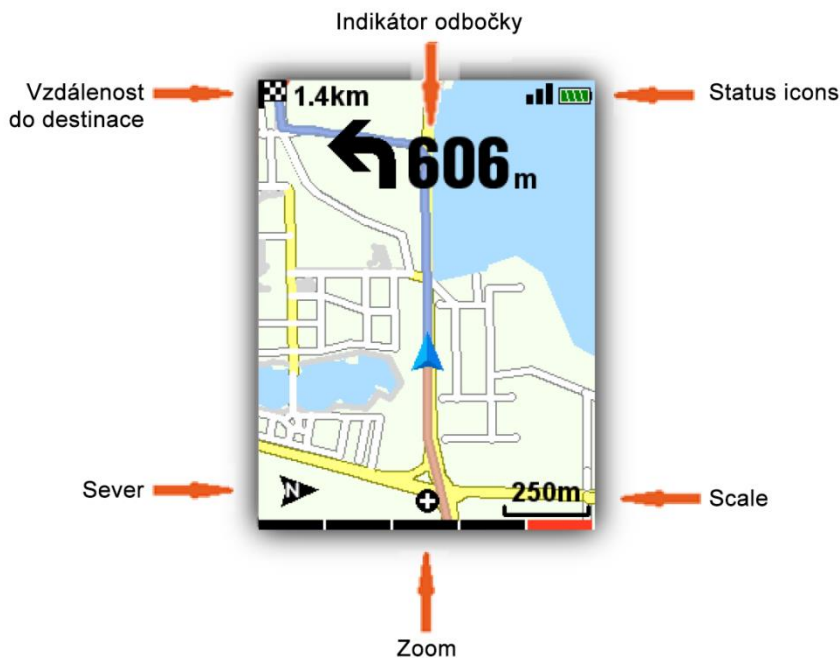 Indikátor odbočky
Vzdálenost
do destinace
1.4km
Status icons
606m
Sever
N
250m
Scale
Zoom